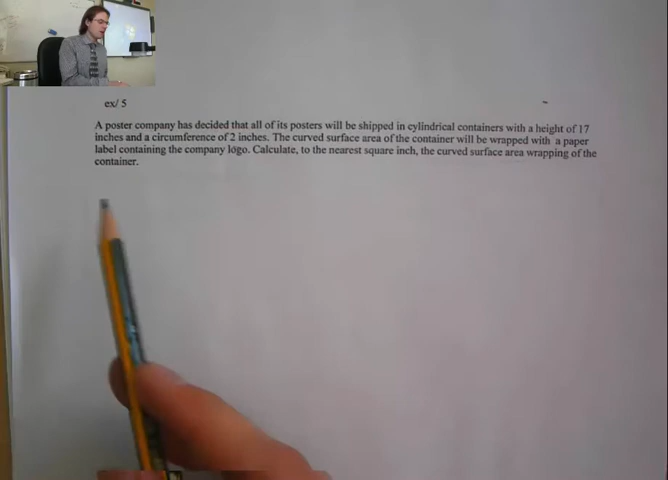 ex/ 5
A poster company has decided that all of its posters will be shipped in cylindrical containers with a height of 17
inches and a circumference of 2 inches. The curved surface area of the container will be wrapped with a paper
label containing the company logo. Calculate, to the nearest square inch, the curved surface area wrapping of the
container.